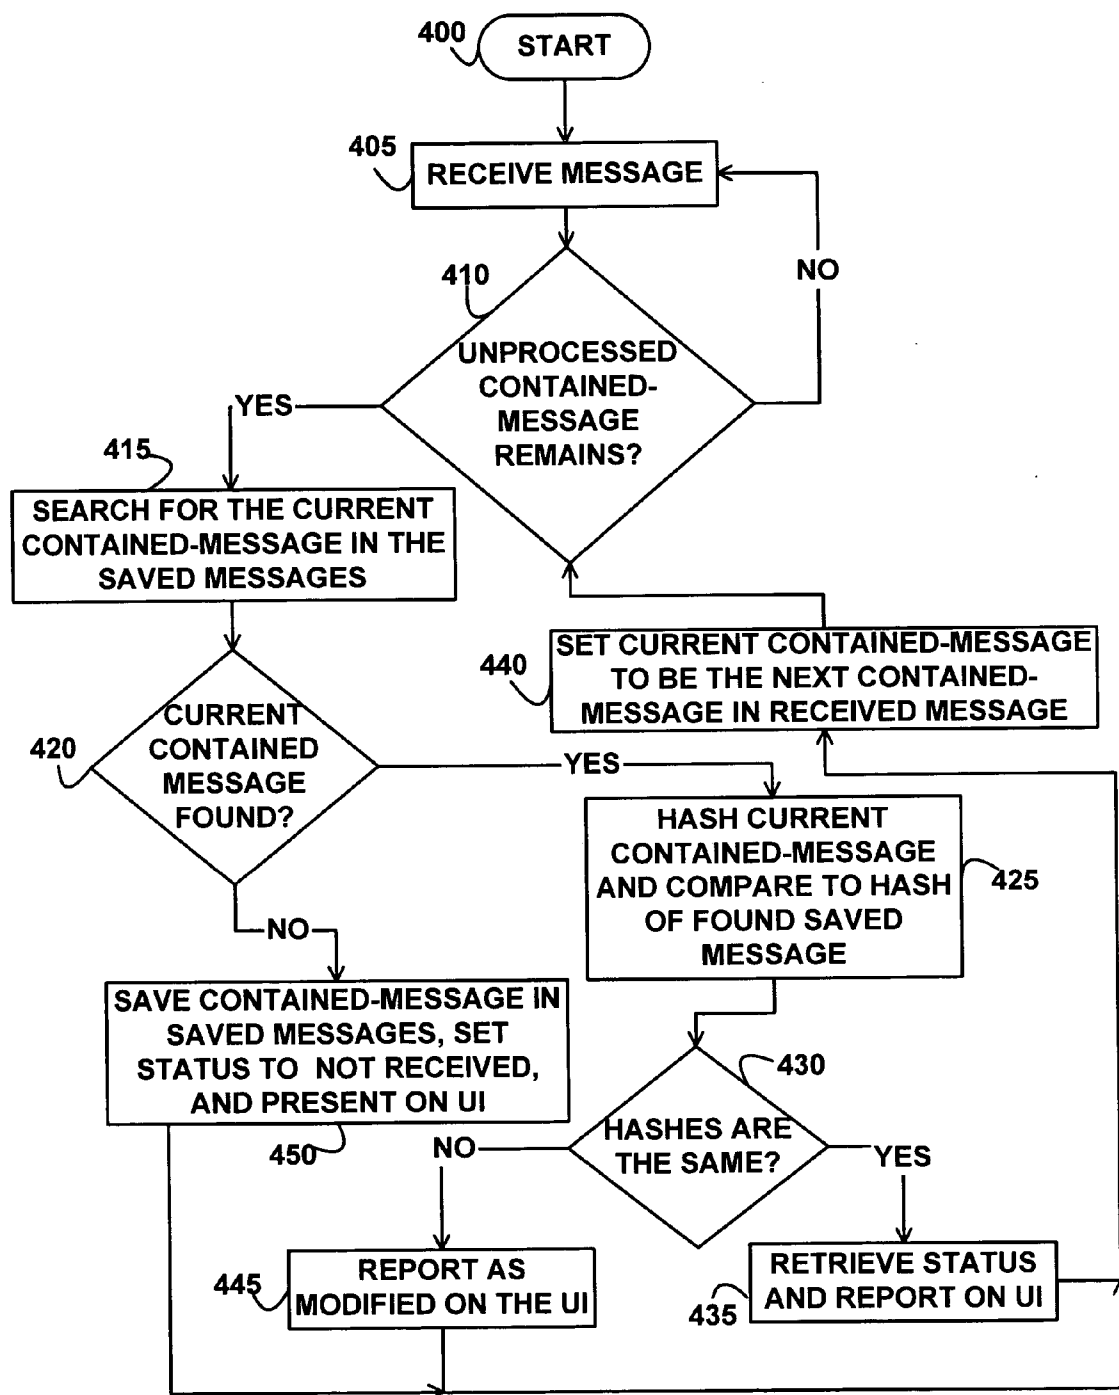 400
START
405
RECEIVE MESSAGE
410
NO
UNPROCESSED
CONTAINED-
MESSAGE
REMAINS?
YES
415
SEARCH FOR THE CURRENT
CONTAINED-MESSAGE IN THE
SAVED MESSAGES
440
SET CURRENT CONTAINED-MESSAGE
TO BE THE NEXT CONTAINED-
MESSAGE IN RECEIVED MESSAGE
420
CURRENT
CONTAINED
MESSAGE
FOUND?
YES
HASH CURRENT
CONTAINED-MESSAGE
AND COMPARE TO HASH
OF FOUND SAVED
MESSAGE
425
NO
SAVE CONTAINED-MESSAGE IN
SAVED MESSAGES, SET
STATUS TO NOT RECEIVED,
AND PRESENT ON UI
450
430
HASHES ARE
THE SAME?
NO
YES
445
REPORT AS
MODIFIED ON THE UI
RETRIEVE STATUS
AND REPORT ON UI
435